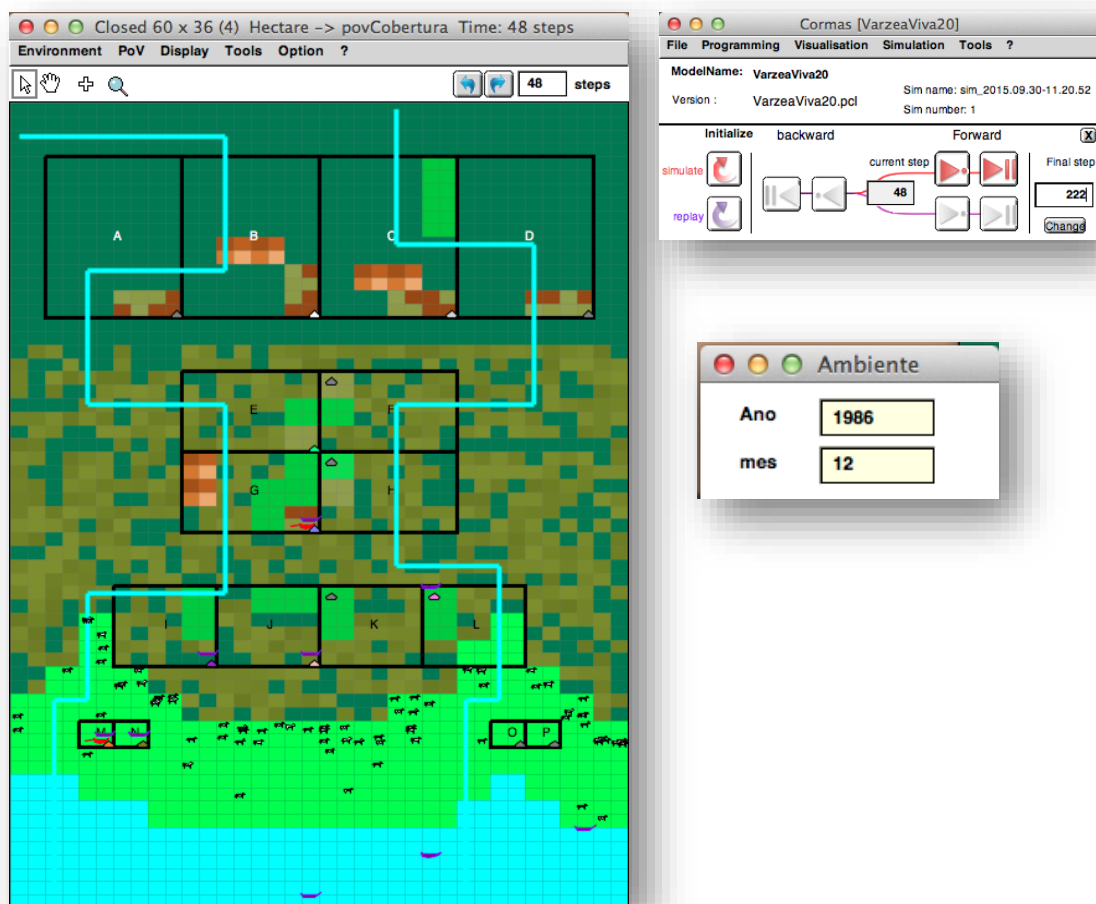 Closed 60 x 36 (4) Hectare -> povCobertura Time: 48 steps
Environment PoV Display Tools Option ?
48 steps
A B C D
E F
G H
I J K L
M N O P
Cormas [VarzeaViva20]
File Programming Visualisation Simulation Tools ?
ModelName: VarzeaViva20
Sim name: sim_2015.09.30-11.20.52
Version : VarzeaViva20.pcl
Sim number: 1
Initialize backward Forward X
simulate current step Final step
48 222
replay Change
Ambiente
Ano 1986
mes 12